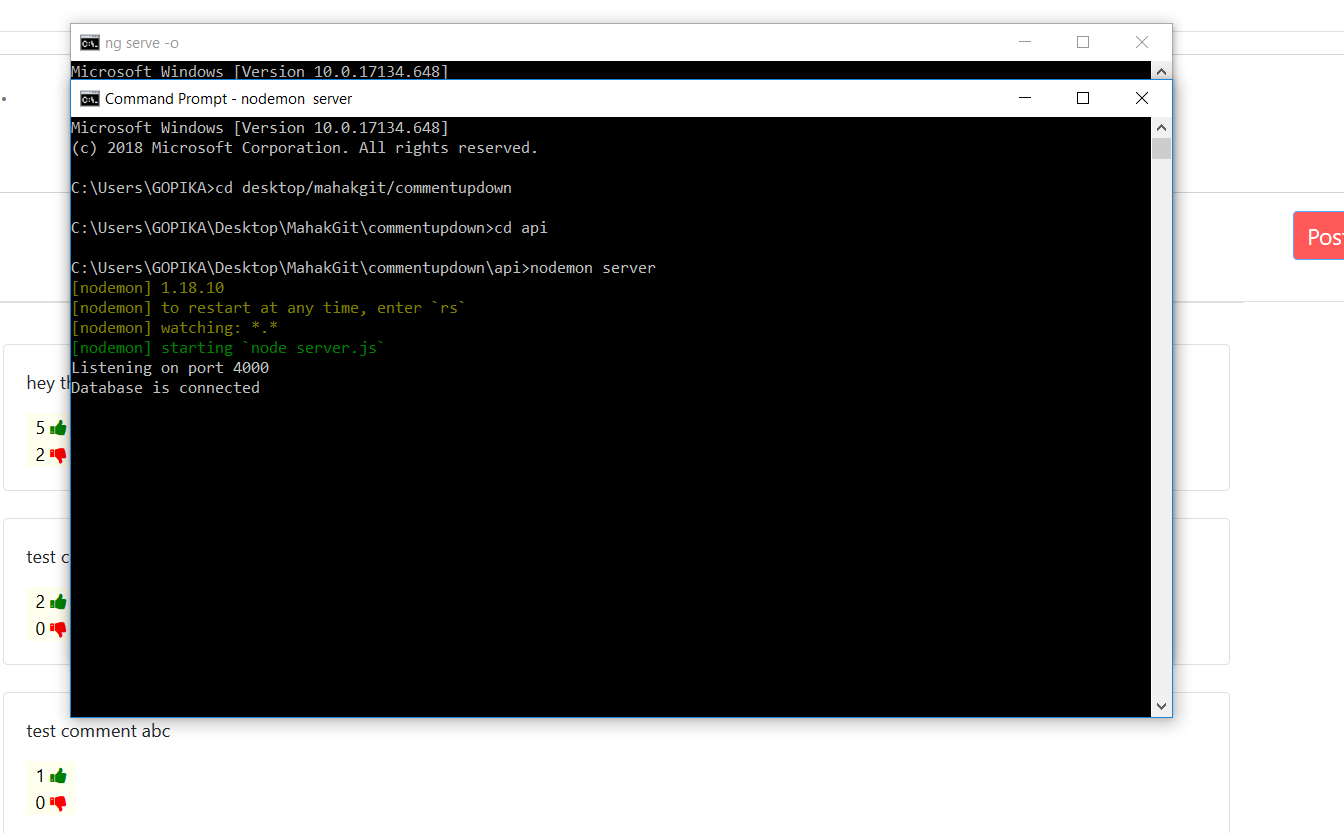 ng serve -o
Microsoft Windows [Version 10.0.17134.648]
Command Prompt - nodemon  server
Microsoft Windows [Version 10.0.17134.648]
(c) 2018 Microsoft Corporation. All rights reserved.
C:\Users\GOPIKA>cd desktop/mahakgit/commentupdown
C:\Users\GOPIKA\Desktop\MahakGit\commentupdown>cd api
C:\Users\GOPIKA\Desktop\MahakGit\commentupdown\api>nodemon server
[nodemon] 1.18.10
[nodemon] to restart at any time, enter `rs`
[nodemon] watching: *.*
[nodemon] starting `node server.js`
Listening on port 4000
Database is connected
Post
hey
5
2
test
2
0
test comment abc
1
0